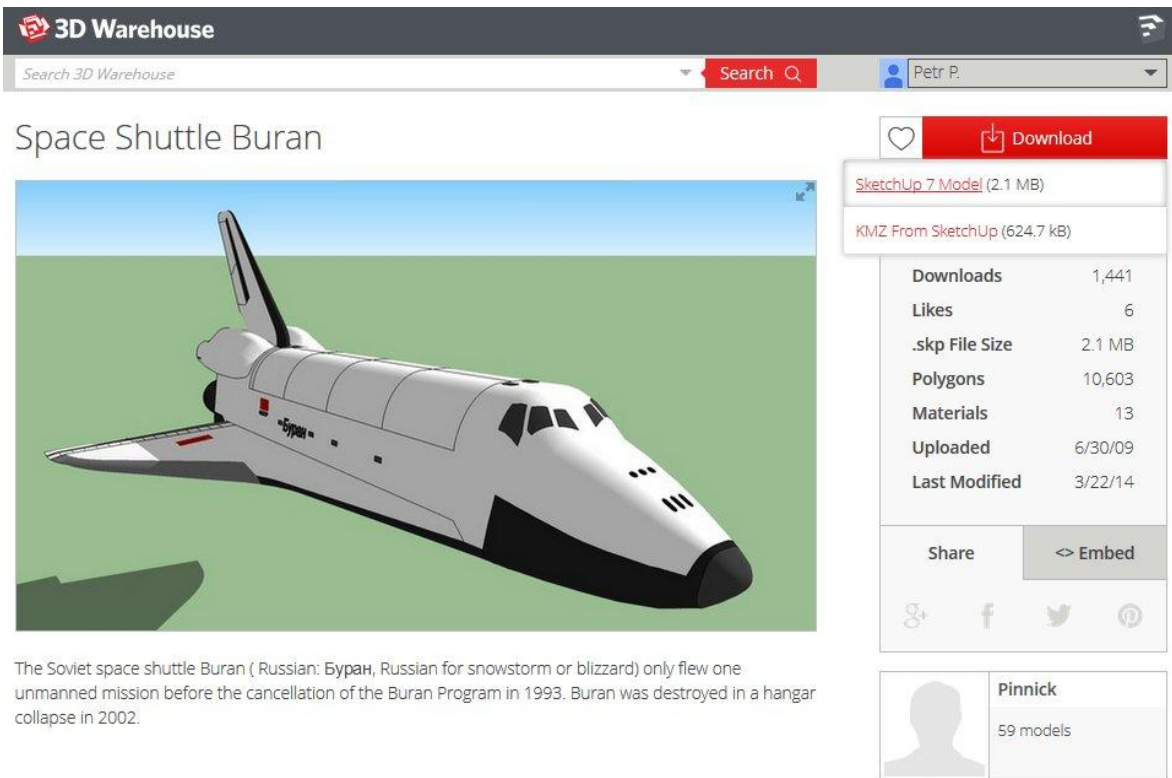 3D Warehouse
Search 3D Warehouse
Search
Petr P.
Space Shuttle Buran
Download
SketchUp 7 Model (2.1 MB)
KMZ From SketchUp (624.7 kB)
Downloads 1,441
Likes 6
.skp File Size 2.1 MB
Polygons 10,603
Materials 13
Uploaded 6/30/09
Last Modified 3/22/14
Share <> Embed
"Буран"
The Soviet space shuttle Buran ( Russian: Буран, Russian for snowstorm or blizzard) only flew one
unmanned mission before the cancellation of the Buran Program in 1993. Buran was destroyed in a hangar
collapse in 2002.
Pinnick
59 models